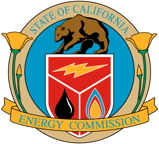 STATE OF CALIFORNIA
ENERGY COMMISSION